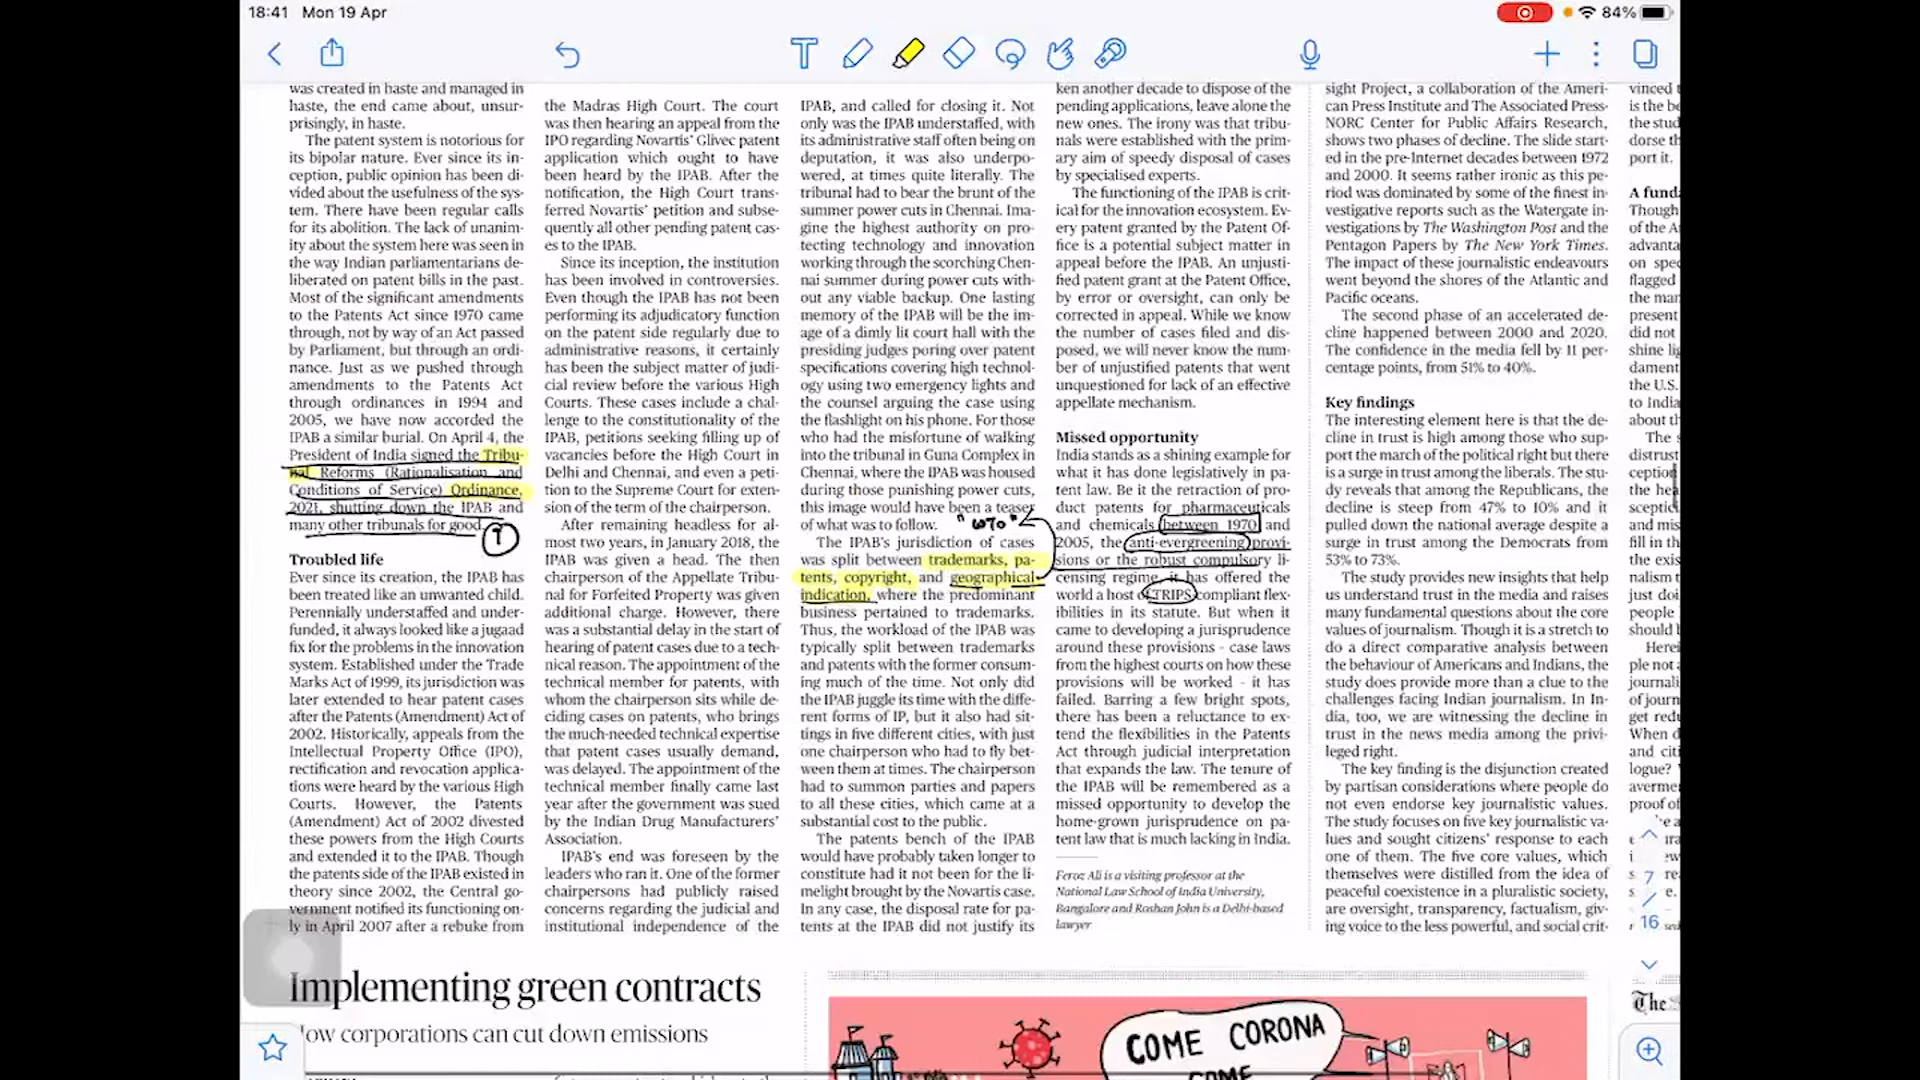 18:41 Mon 19 Apr
84%
was created in haste and managed in
haste, the end came about, unsur-
prisingly, in haste.
The patent system is notorious for
its bipolar nature. Ever since its in-
ception, public opinion has been di-
vided about the usefulness of the sys-
tem. There have been regular calls
for its abolition. The lack of unanim-
ity about the system here was seen in
the way Indian parliamentarians de-
liberated on patent bills in the past.
Most of the significant amendments
to the Patents Act since 1970 came
through, not by way of an Act passed
by Parliament, but through an ordi-
nance. Just as we pushed through
amendments to the Patents Act
through ordinances in 1994 and
2005, we have now accorded the
IPAB a similar burial. On April 4, the
President of India signed the Tribu-
nal Reforms (Rationalisation and
Conditions of Service) Ordinance,
2021, shutting down the IPAB and
many other tribunals for good.
Troubled life
Ever since its creation, the IPAB has
been treated like an unwanted child.
Perennially understaffed and under-
funded, it always looked like a jugaad
fix for the problems in the innovation
system. Established under the Trade
Marks Act of 1999, its jurisdiction was
later extended to hear patent cases
after the Patents (Amendment) Act of
2002. Historically, appeals from the
Intellectual Property Office (IPO),
rectification and revocation applica-
tions were heard by the various High
Courts. However, the Patents
(Amendment) Act of 2002 divested
these powers from the High Courts
and extended it to the IPAB. Though
the patents side of the IPAB existed in
theory since 2002, the Central go-
vernment notified its functioning on-
ly in April 2007 after a rebuke from
the Madras High Court. The court
was then hearing an appeal from the
IPO regarding Novartis' Glivec patent
application which ought to have
been heard by the IPAB. After the
notification, the High Court trans-
ferred Novartis' petition and subse-
quently all other pending patent cas-
es to the IPAB.
Since its inception, the institution
has been involved in controversies.
Even though the IPAB has not been
performing its adjudicatory function
on the patent side regularly due to
administrative reasons, it certainly
has been the subject matter of judi-
cial review before the various High
Courts. These cases include a chal-
lenge to the constitutionality of the
IPAB, petitions seeking filling up of
vacancies before the High Court in
Delhi and Chennai, and even a peti-
tion to the Supreme Court for exten-
sion of the term of the chairperson.
After remaining headless for al-
most two years, in January 2018, the
IPAB was given a head. The then
chairperson of the Appellate Tribu-
nal for Forfeited Property was given
additional charge. However, there
was a substantial delay in the start of
hearing of patent cases due to a tech-
nical reason. The appointment of the
technical member for patents, with
whom the chairperson sits while de-
ciding cases on patents, who brings
the much-needed technical expertise
that patent cases usually demand,
was delayed. The appointment of the
technical member finally came last
year after the government was sued
by the Indian Drug Manufacturers'
Association.
IPAB's end was foreseen by the
leaders who ran it. One of the former
chairpersons had publicly raised
concerns regarding the judicial and
institutional independence of the
IPAB, and called for closing it. Not
only was the IPAB understaffed, with
its administrative staff often being on
deputation, it was also underpo-
wered, at times quite literally. The
tribunal had to bear the brunt of the
summer power cuts in Chennai. Ima-
gine the highest authority on pro-
tecting technology and innovation
working through the scorching Chen-
nai summer during power cuts with-
out any viable backup. One lasting
memory of the IPAB will be the im-
age of a dimly lit court hall with the
presiding judges poring over patent
specifications covering high technol-
ogy using two emergency lights and
the counsel arguing the case using
the flashlight on his phone. For those
who had the misfortune of walking
into the tribunal in Guna Complex in
Chennai, where the IPAB was housed
during those punishing power cuts,
this image would have been a teaser
of what was to follow. "WTO"
The IPAB's jurisdiction of cases
was split between trademarks, pa-
tents, copyright, and geographical
indication, where the predominant
business pertained to trademarks.
Thus, the workload of the IPAB was
typically split between trademarks
and patents with the former consum-
ing much of the time. Not only did
the IPAB juggle its time with the diffe-
rent forms of IP, but it also had sit-
tings in five different cities, with just
one chairperson who had to fly bet-
ween them at times. The chairperson
had to summon parties and papers
to all these cities, which came at a
substantial cost to the public.
The patents bench of the IPAB
would have probably taken longer to
constitute had it not been for the li-
melight brought by the Novartis case.
In any case, the disposal rate for pa-
tents at the IPAB did not justify its
ken another decade to dispose of the
pending applications, leave alone the
new ones. The irony was that tribu-
nals were established with the prim-
ary aim of speedy disposal of cases
by specialised experts.
The functioning of the IPAB is crit-
ical for the innovation ecosystem. Ev-
ery patent granted by the Patent Of-
fice is a potential subject matter in
appeal before the IPAB. An unjusti-
fied patent grant at the Patent Office,
by error or oversight, can only be
corrected in appeal. While we know
the number of cases filed and dis-
posed, we will never know the num-
ber of unjustified patents that went
unquestioned for lack of an effective
appellate mechanism.
Missed opportunity
India stands as a shining example for
what it has done legislatively in pa-
tent law. Be it the retraction of pro-
duct patents for pharmaceuticals
and chemicals between 1970 and
2005, the anti-evergreening provi-
sions or the robust compulsory li-
censing regime, it has offered the
world a host of TRIPS compliant flex-
ibilities in its statute. But when it
came to developing a jurisprudence
around these provisions - case laws
from the highest courts on how these
provisions will be worked - it has
failed. Barring a few bright spots,
there has been a reluctance to ex-
tend the flexibilities in the Patents
Act through judicial interpretation
that expands the law. The tenure of
the IPAB will be remembered as a
missed opportunity to develop the
home-grown jurisprudence on pa-
tent law that is much lacking in India.
Feroz Ali is a visiting professor at the
National Law School of India University,
Bangalore and Roshan John is a Delhi-based
lawyer
sight Project, a collaboration of the Ameri-
can Press Institute and The Associated Press-
NORC Center for Public Affairs Research,
shows two phases of decline. The slide start-
ed in the pre-Internet decades between 1972
and 2000. It seems rather ironic as this pe-
riod was dominated by some of the finest in-
vestigative reports such as the Watergate in-
vestigations by The Washington Post and the
Pentagon Papers by The New York Times.
The impact of these journalistic endeavours
went beyond the shores of the Atlantic and
Pacific oceans.
The second phase of an accelerated de-
cline happened between 2000 and 2020.
The confidence in the media fell by 11 per-
centage points, from 51% to 40%.
Key findings
The interesting element here is that the de-
cline in trust is high among those who sup-
port the march of the political right but there
is a surge in trust among the liberals. The stu-
dy reveals that among the Republicans, the
decline is steep from 47% to 10% and it
pulled down the national average despite a
surge in trust among the Democrats from
53% to 73%.
The study provides new insights that help
us understand trust in the media and raises
many fundamental questions about the core
values of journalism. Though it is a stretch to
do a direct comparative analysis between
the behaviour of Americans and Indians, the
study does provide more than a clue to the
challenges facing Indian journalism. In In-
dia, too, we are witnessing the decline in
trust in the news media among the privi-
leged right.
The key finding is the disjunction created
by partisan considerations where people do
not even endorse key journalistic values.
The study focuses on five key journalistic va-
lues and sought citizens' response to each
one of them. The five core values, which
themselves were distilled from the idea of
peaceful coexistence in a pluralistic society,
are oversight, transparency, factualism, giv-
ing voice to the less powerful, and social crit-
vinced
is the be
the stud
dorse th
port it.
A funda
Though
of the A
advanta
on spec
flagged
the man
present
did not
shine lig
dament
the U.S.
to India
about th
The s
distrust
ception
the hea
sceptic
and mis
fill in th
the exis
nalism t
just doi
people
should b
Herei
ple not
journali
of journ
get redu
When d
and citi
logue?
averme
proof of
7
16
Implementing green contracts
How corporations can cut down emissions
The
COME CORONA
COME